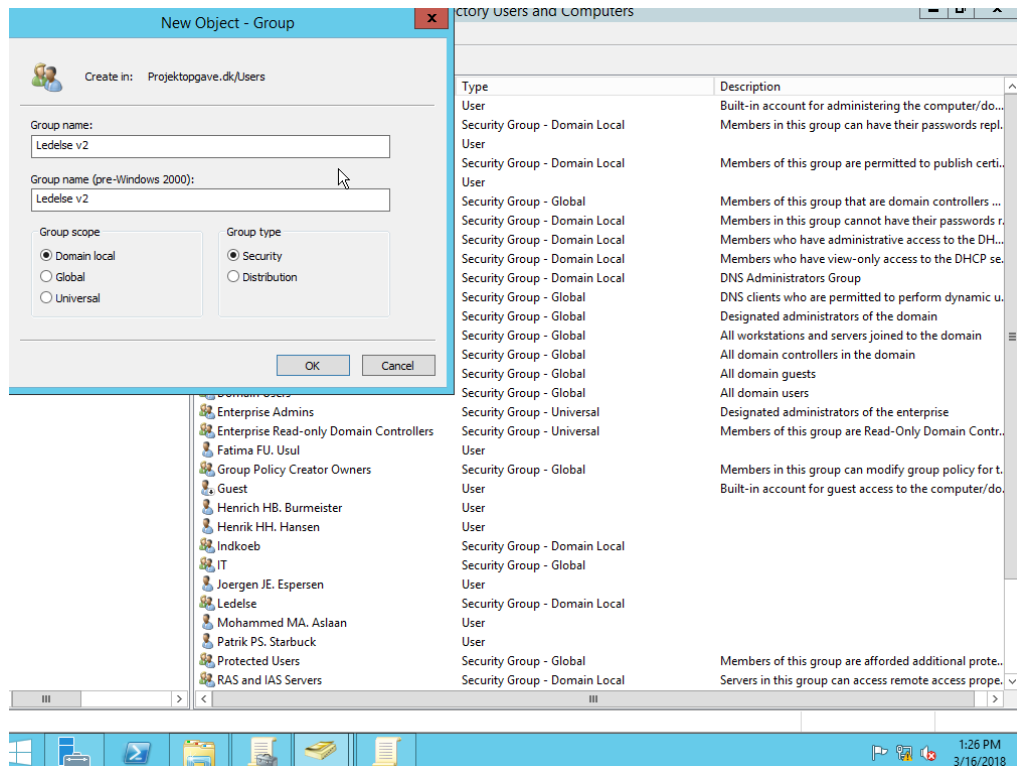 New Object - Group
x
ctory Users and Computers
Create in: Projektopgave.dk/Users
Group name:
Ledelse v2
Group name (pre-Windows 2000):
Ledelse v2
Group scope
Domain local
Global
Universal
Group type
Security
Distribution
OK
Cancel
Type Description
User Built-in account for administering the computer/do...
Security Group - Domain Local Members in this group can have their passwords repl.
User
Security Group - Domain Local Members of this group are permitted to publish certi..
User
Security Group - Global Members of this group that are domain controllers ...
Security Group - Domain Local Members in this group cannot have their passwords r.
Security Group - Domain Local Members who have administrative access to the DH...
Security Group - Domain Local Members who have view-only access to the DHCP se.
Security Group - Domain Local DNS Administrators Group
Security Group - Global DNS clients who are permitted to perform dynamic u.
Security Group - Global Designated administrators of the domain
Security Group - Global All workstations and servers joined to the domain
Security Group - Global All domain controllers in the domain
Security Group - Global All domain guests
Domain Users Security Group - Global All domain users
Enterprise Admins Security Group - Universal Designated administrators of the enterprise
Enterprise Read-only Domain Controllers Security Group - Universal Members of this group are Read-Only Domain Contr..
Fatima FU. Usul User
Group Policy Creator Owners Security Group - Global Members in this group can modify group policy for t.
Guest User Built-in account for guest access to the computer/do.
Henrich HB. Burmeister User
Henrik HH. Hansen User
Indkoeb Security Group - Domain Local
IT Security Group - Global
Joergen JE. Espersen User
Ledelse Security Group - Domain Local
Mohammed MA. Aslaan User
Patrik PS. Starbuck User
Protected Users Security Group - Global Members of this group are afforded additional prote..
RAS and IAS Servers Security Group - Domain Local Servers in this group can access remote access prope.
1:26 PM
3/16/2018